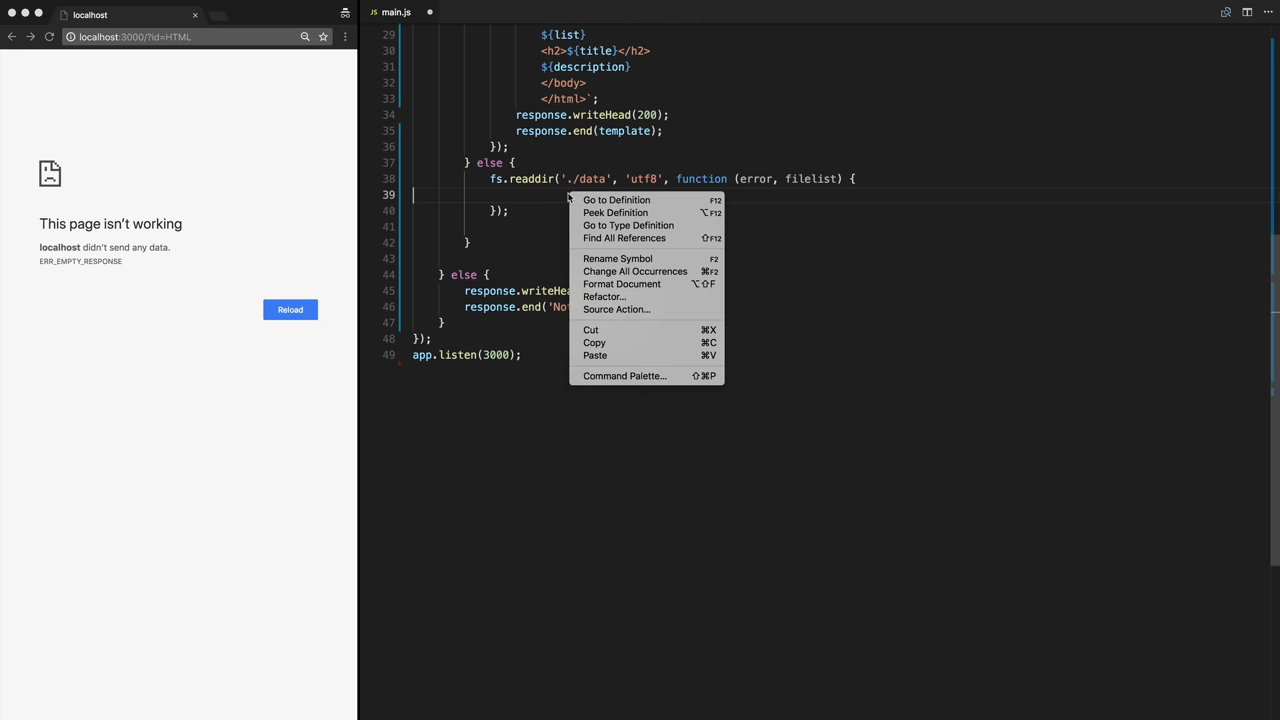 localhost
localhost:3000/?id=HTML
This page isn't working
localhost didn't send any data.
ERR_EMPTY_RESPONSE
Reload
JS main.js
29 ${list}
30 <h2>${title}</h2>
31 ${description}
32 </body>
33 </html>`;
34 response.writeHead(200);
35 response.end(template);
36 });
37 } else {
38 fs.readdir('./data', 'utf8', function (error, filelist) {
39
40 });
41
42 }
43
44 } else {
45 response.writeHea
46 response.end('No
47 }
48 });
49 app.listen(3000);
Go to Definition F12
Peek Definition ⌥F12
Go to Type Definition
Find All References ⇧F12
Rename Symbol F2
Change All Occurrences ⌘F2
Format Document ⌥⇧F
Refactor...
Source Action...
Cut ⌘X
Copy ⌘C
Paste ⌘V
Command Palette... ⇧⌘P